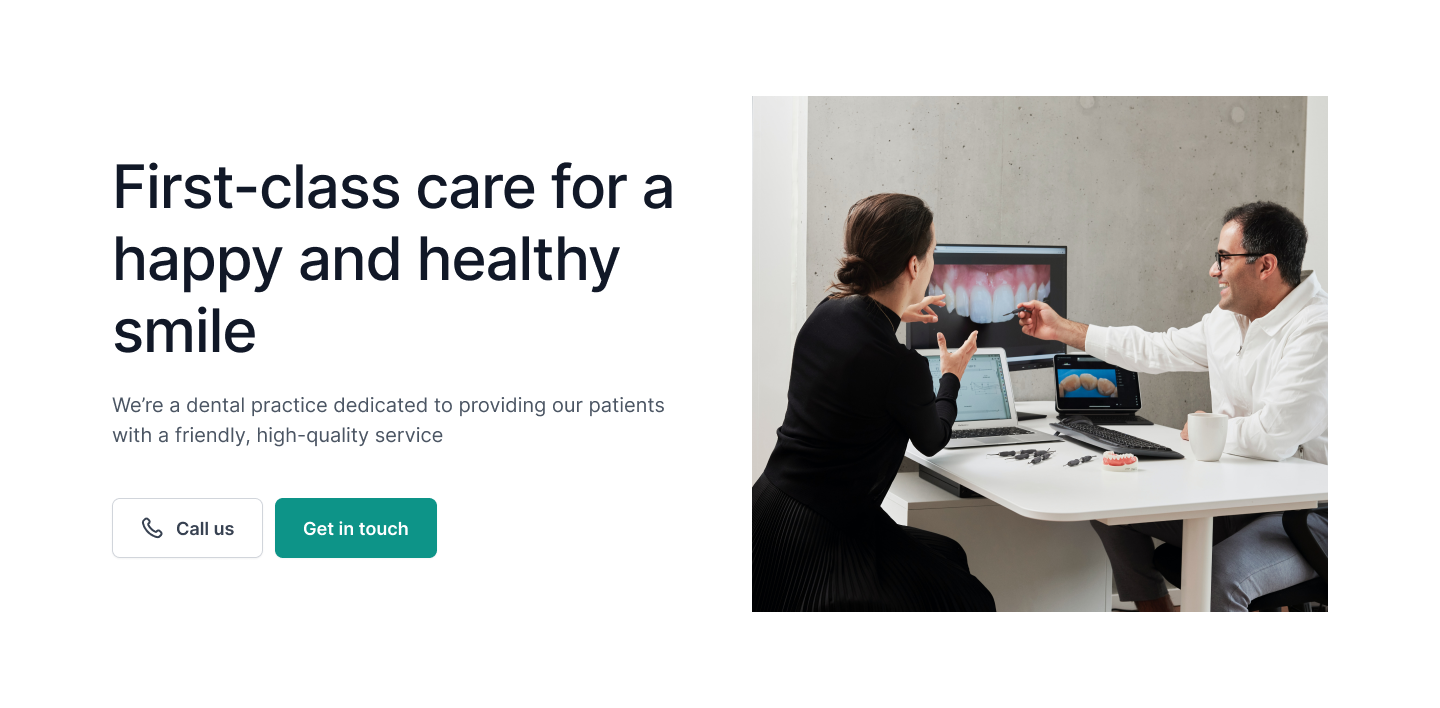 First-class care for a
happy and healthy
smile
We’re a dental practice dedicated to providing our patients
with a friendly, high-quality service
Call us
Get in touch